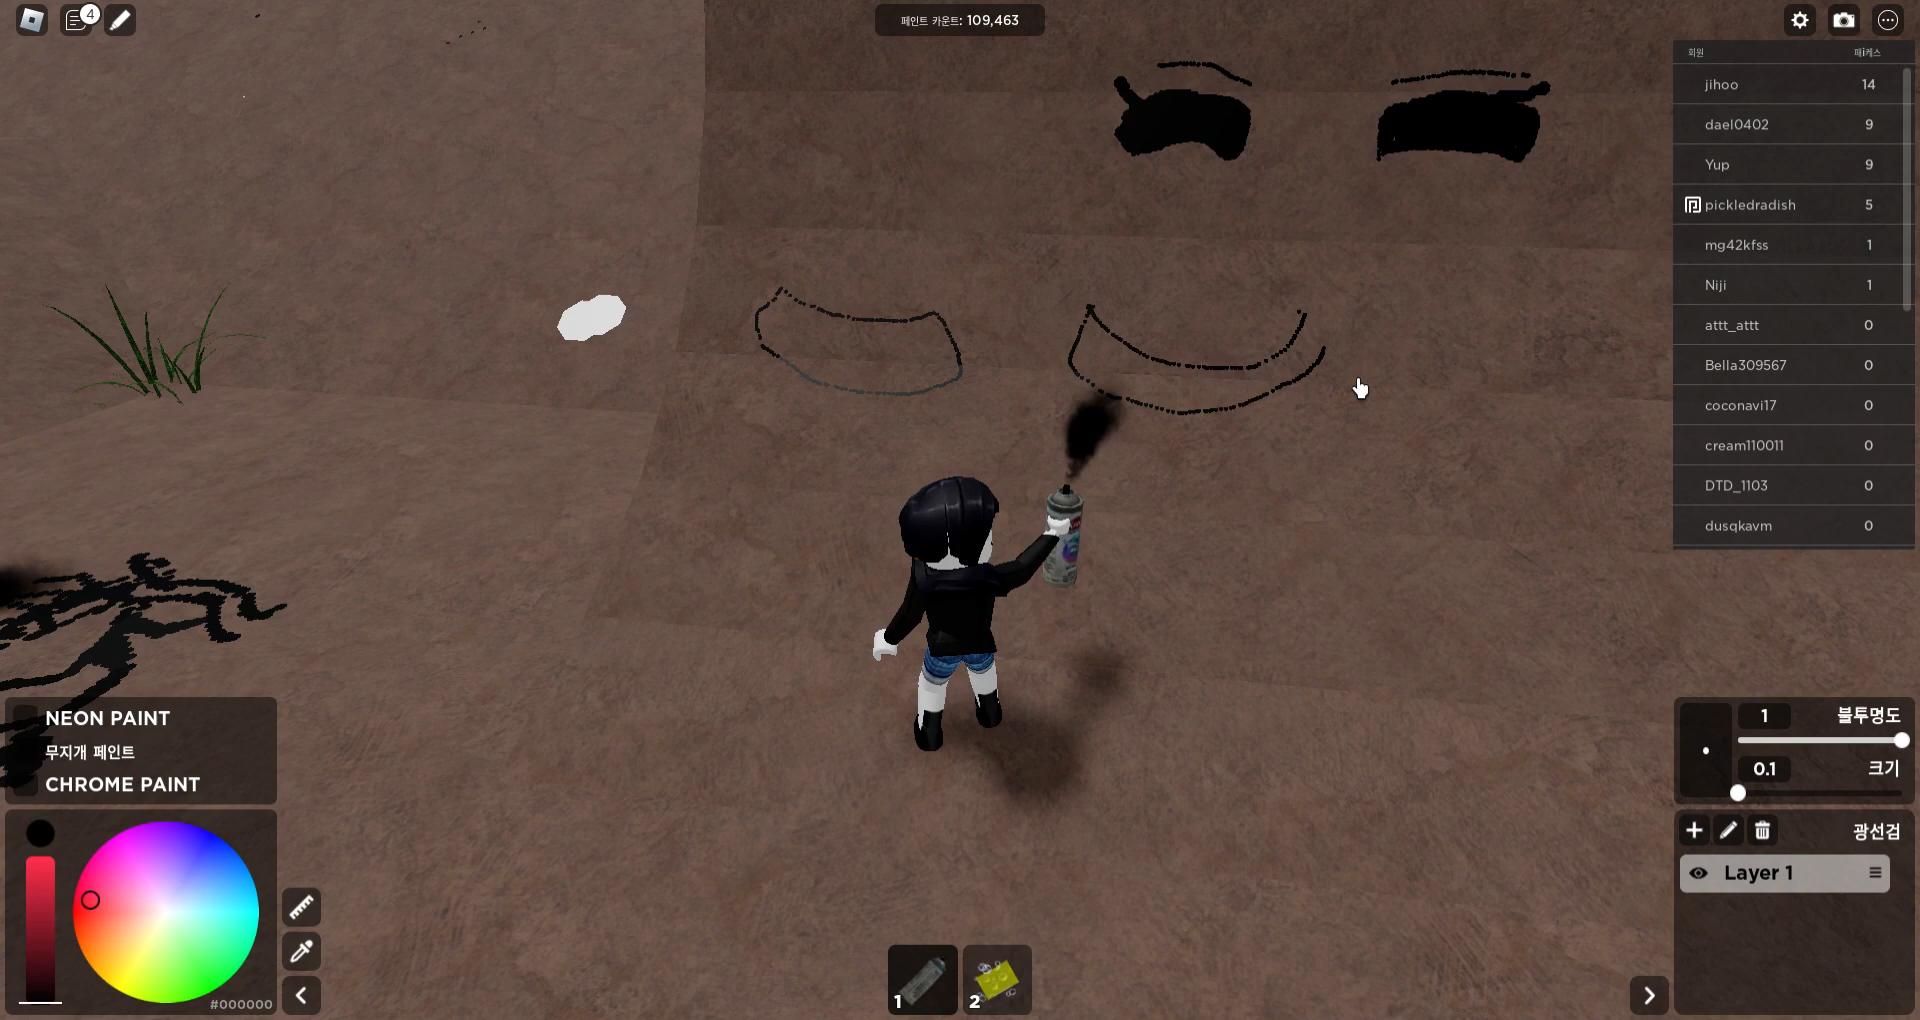 4
페인트 카운트: 109,463
회원
패i케스
jihoo 14
dael0402 9
Yup 9
pickledradish 5
mg42kfss 1
Niji 1
attt_attt 0
Bella309567 0
coconavi17 0
cream110011 0
DTD_1103 0
dusqkavm 0
NEON PAINT
무지개 페인트
CHROME PAINT
#000000
1
2
1 불투명도
0.1 크기
광선검
Layer 1